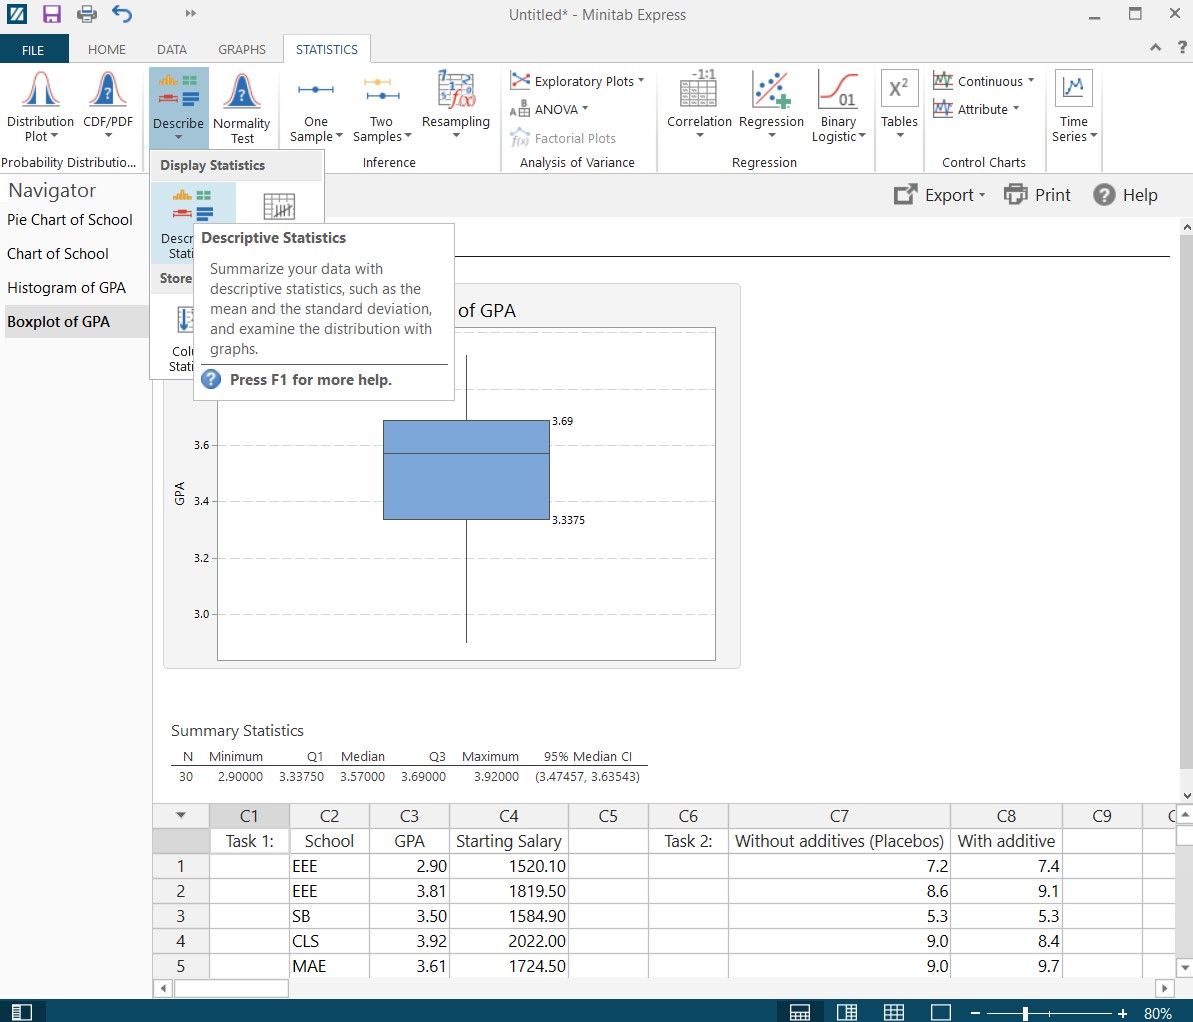 Untitled* - Minitab Express
FILE HOME DATA GRAPHS STATISTICS
Distribution Plot
CDF/PDF
Describe
Normality Test
One Sample
Two Samples
Resampling
Exploratory Plots
ANOVA
Factorial Plots
-1:1
Correlation
Regression
01
Binary Logistic
X²
Tables
Continuous
Attribute
Time Series
Probability Distributio... Inference Analysis of Variance Regression Control Charts
Display Statistics
Navigator
Pie Chart of School
Chart of School
Histogram of GPA
Boxplot of GPA
Export Print Help
Descriptive Statistics
Summarize your data with
descriptive statistics, such as the
mean and the standard deviation,
and examine the distribution with
graphs.
Press F1 for more help.
Descr
Stati
Store
Colu
Stati
of GPA
3.69
3.6
GPA
3.4
3.3375
3.2
3.0
Summary Statistics
N Minimum Q1 Median Q3 Maximum 95% Median CI
30 2.90000 3.33750 3.57000 3.69000 3.92000 (3.47457, 3.63543)
C1 C2 C3 C4 C5 C6 C7 C8 C9 C
Task 1: School GPA Starting Salary Task 2: Without additives (Placebos) With additive
1 EEE 2.90 1520.10 7.2 7.4
2 EEE 3.81 1819.50 8.6 9.1
3 SB 3.50 1584.90 5.3 5.3
4 CLS 3.92 2022.00 9.0 8.4
5 MAE 3.61 1724.50 9.0 9.7
80%